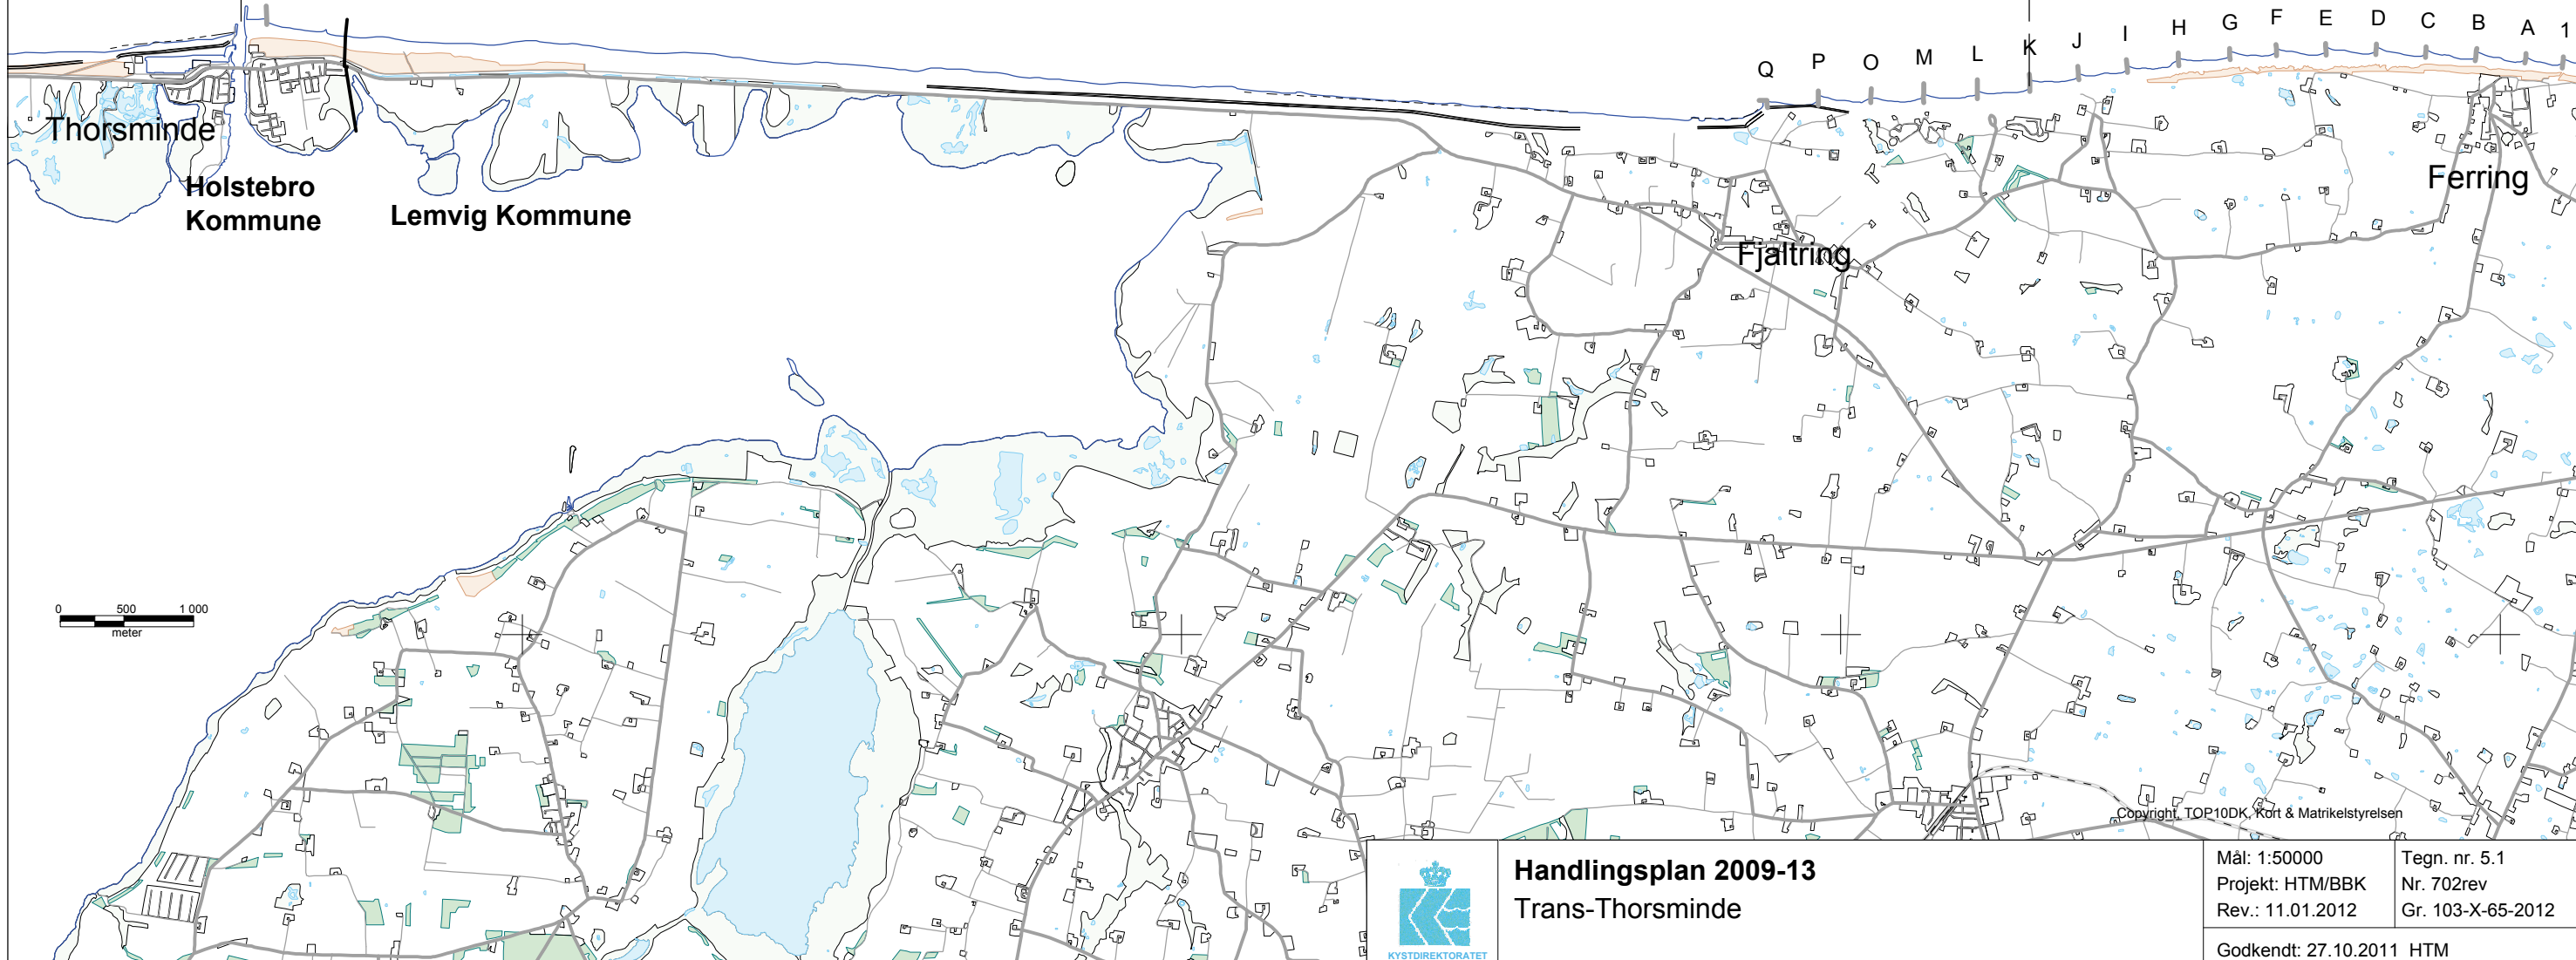 Q P O M L K J I H G F E D C B A 1
Thorsminde
Holstebro
Kommune
Lemvig Kommune
Fjaltring
Ferring
0 500 1 000
meter
Copyright, TOP10DK, Kort & Matrikelstyrelsen
KYSTDIREKTORATET
Handlingsplan 2009-13
Trans-Thorsminde
Mål: 1:50000
Projekt: HTM/BBK
Rev.: 11.01.2012
Tegn. nr. 5.1
Nr. 702rev
Gr. 103-X-65-2012
Godkendt: 27.10.2011 HTM